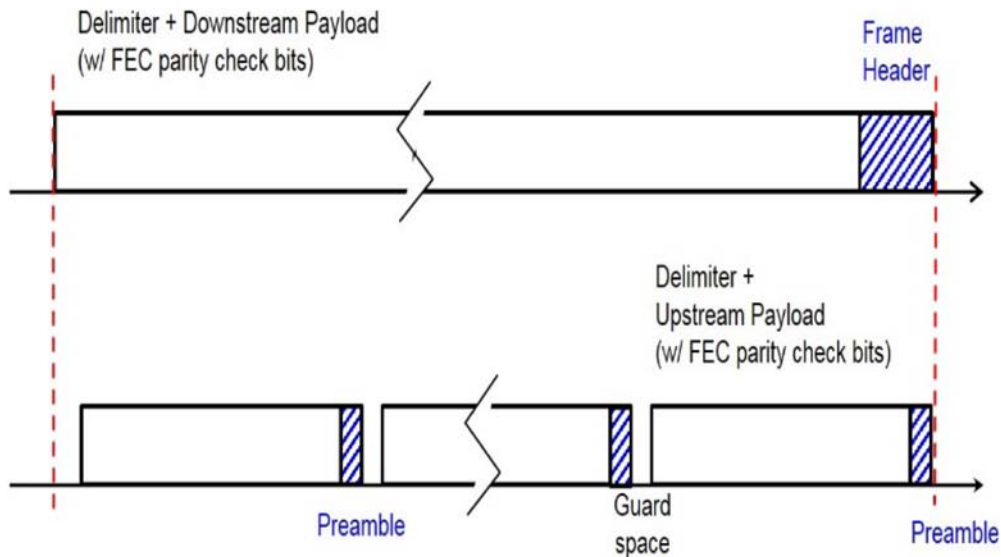 Delimiter + Downstream Payload
(w/ FEC parity check bits)
Frame
Header
Delimiter +
Upstream Payload
(w/ FEC parity check bits)
Preamble
Guard
space
Preamble